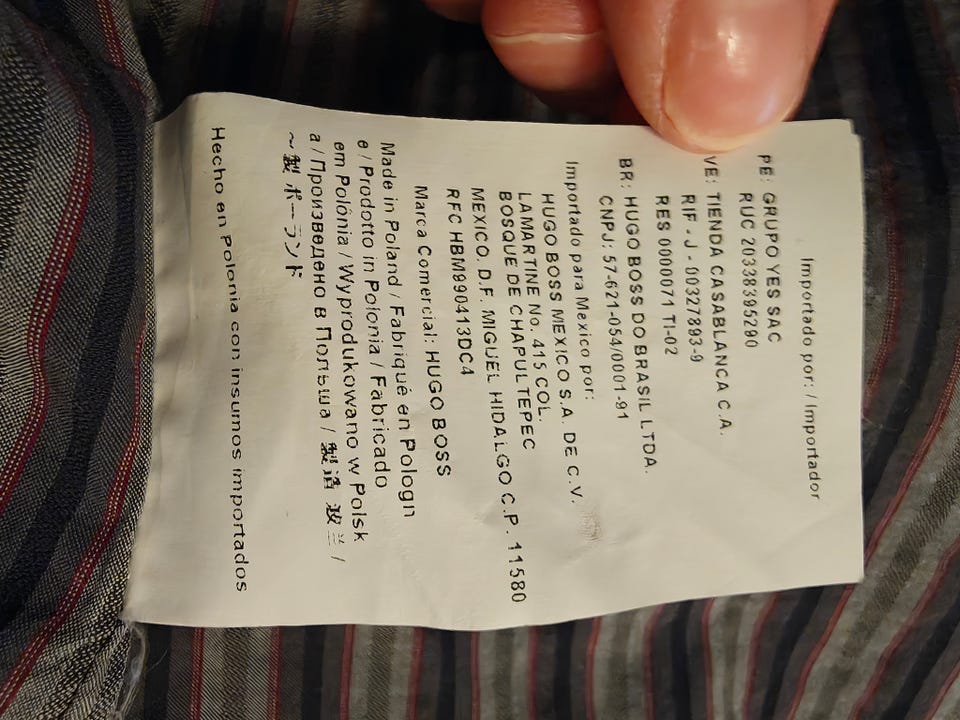 Importado por: / Importador
PE: GRUPO YES SAC
RUC 20338395290
VE: TIENDA CASABLANCA C.A.
RIF - J - 00327893-9
RES 0000071 TI-02
BR: HUGO BOSS DO BRASIL LTDA.
CNPJ: 57-621-054/0001-91
Importado para Mexico por:
HUGO BOSS MEXICO S.A. DE C.V.
LAMARTINE No. 415 COL.
BOSQUE DE CHAPULTEPEC
MEXICO. D.F. MIGUEL HIDALGO C.P. 11580
RFC HBM990413DC4
Marca Comercial: HUGO BOSS
Made in Poland / Fabriqué en Pologn
e / Prodotto in Polonia / Fabricado
em Polónia / Wyprodukowano w Polsk
a / Произведено в Польша / 製造 波兰 /
~製 ポーランド
Hecho en Polonia con insumos importados